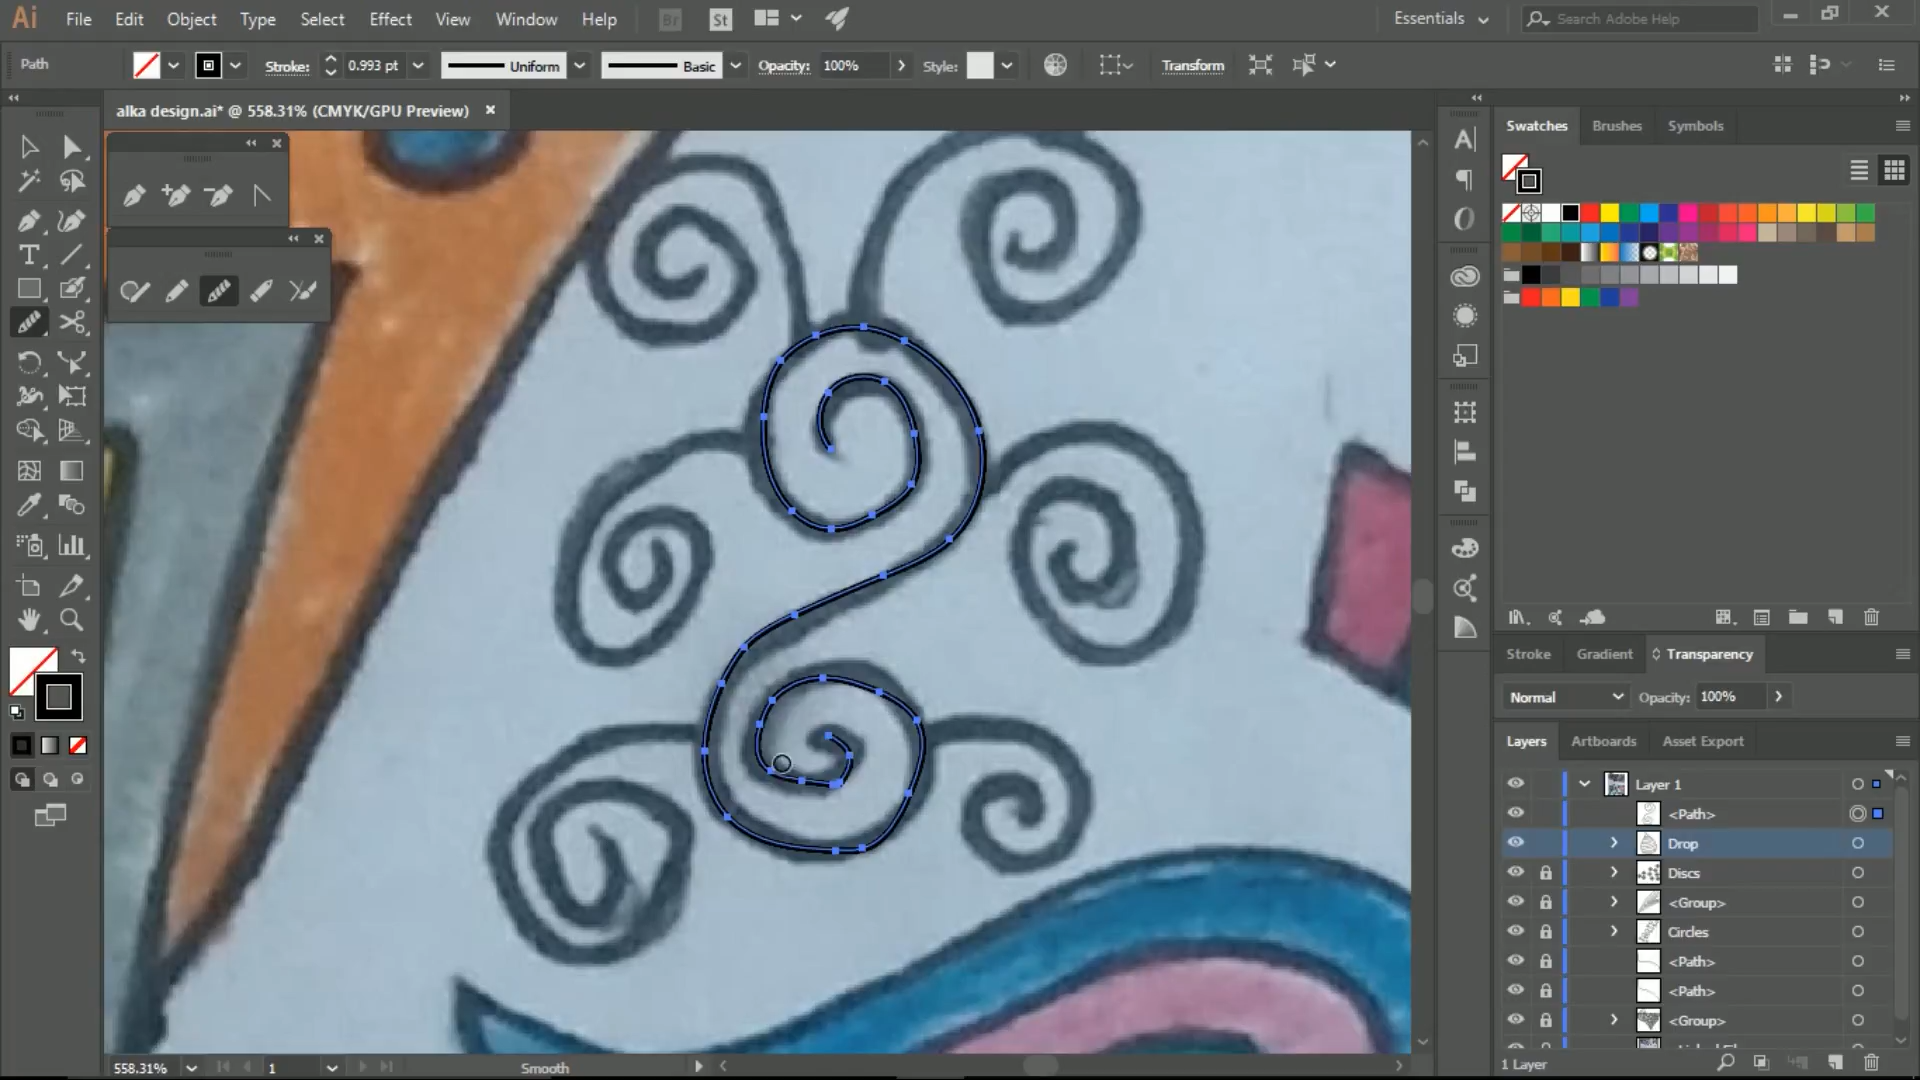 Ai File Edit Object Type Select Effect View Window Help Br St Essentials Search Adobe Help
Path Stroke: 0.993 pt Uniform Basic Opacity: 100% Style: Transform
alka design.ai* @ 558.31% (CMYK/GPU Preview)
Swatches Brushes Symbols
Stroke Gradient Transparency
Normal Opacity: 100%
Layers Artboards Asset Export
Layer 1
<Path>
Drop
Discs
<Group>
Circles
<Path>
<Path>
<Group>
558.31% 1 Smooth
1 Layer